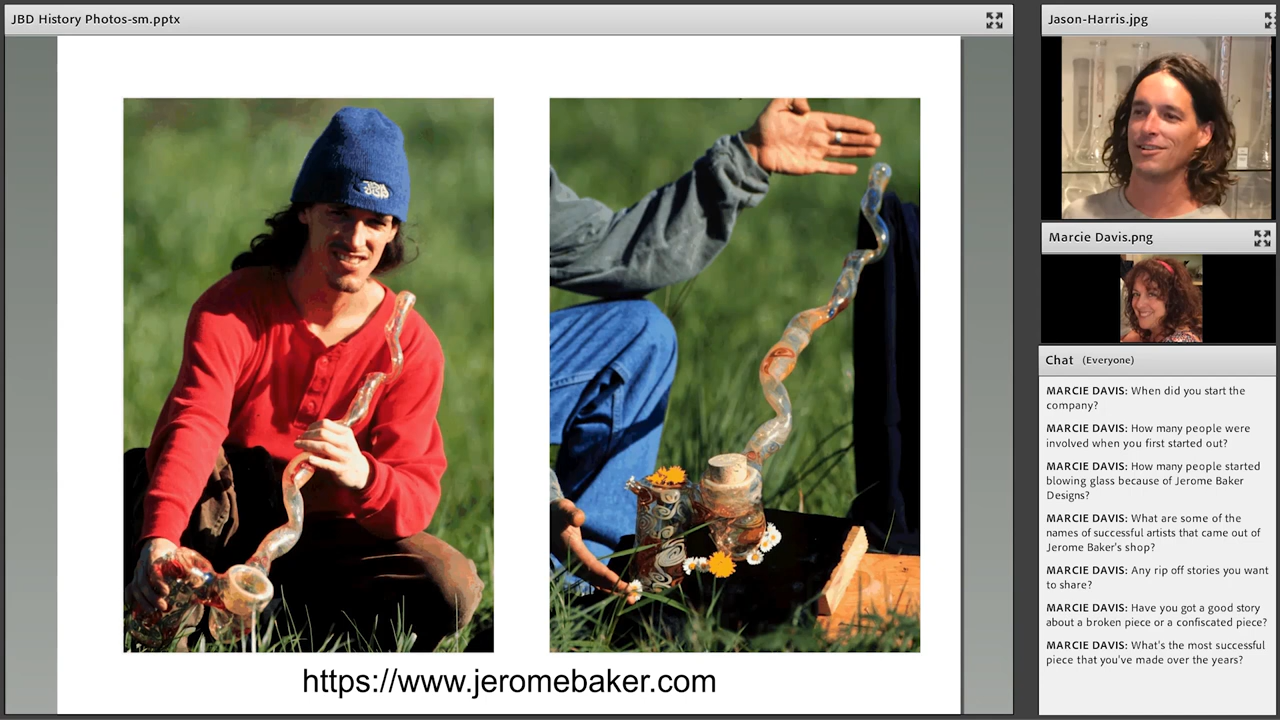 JBD History Photos-sm.pptx
https://www.jeromebaker.com
Jason-Harris.jpg
Marcie Davis.png
Chat (Everyone)
MARCIE DAVIS: When did you start the
company?
MARCIE DAVIS: How many people were
involved when you first started out?
MARCIE DAVIS: How many people started
blowing glass because of Jerome Baker
Designs?
MARCIE DAVIS: What are some of the
names of successful artists that came out of
Jerome Baker's shop?
MARCIE DAVIS: Any rip off stories you want
to share?
MARCIE DAVIS: Have you got a good story
about a broken piece or a confiscated piece?
MARCIE DAVIS: What's the most successful
piece that you've made over the years?